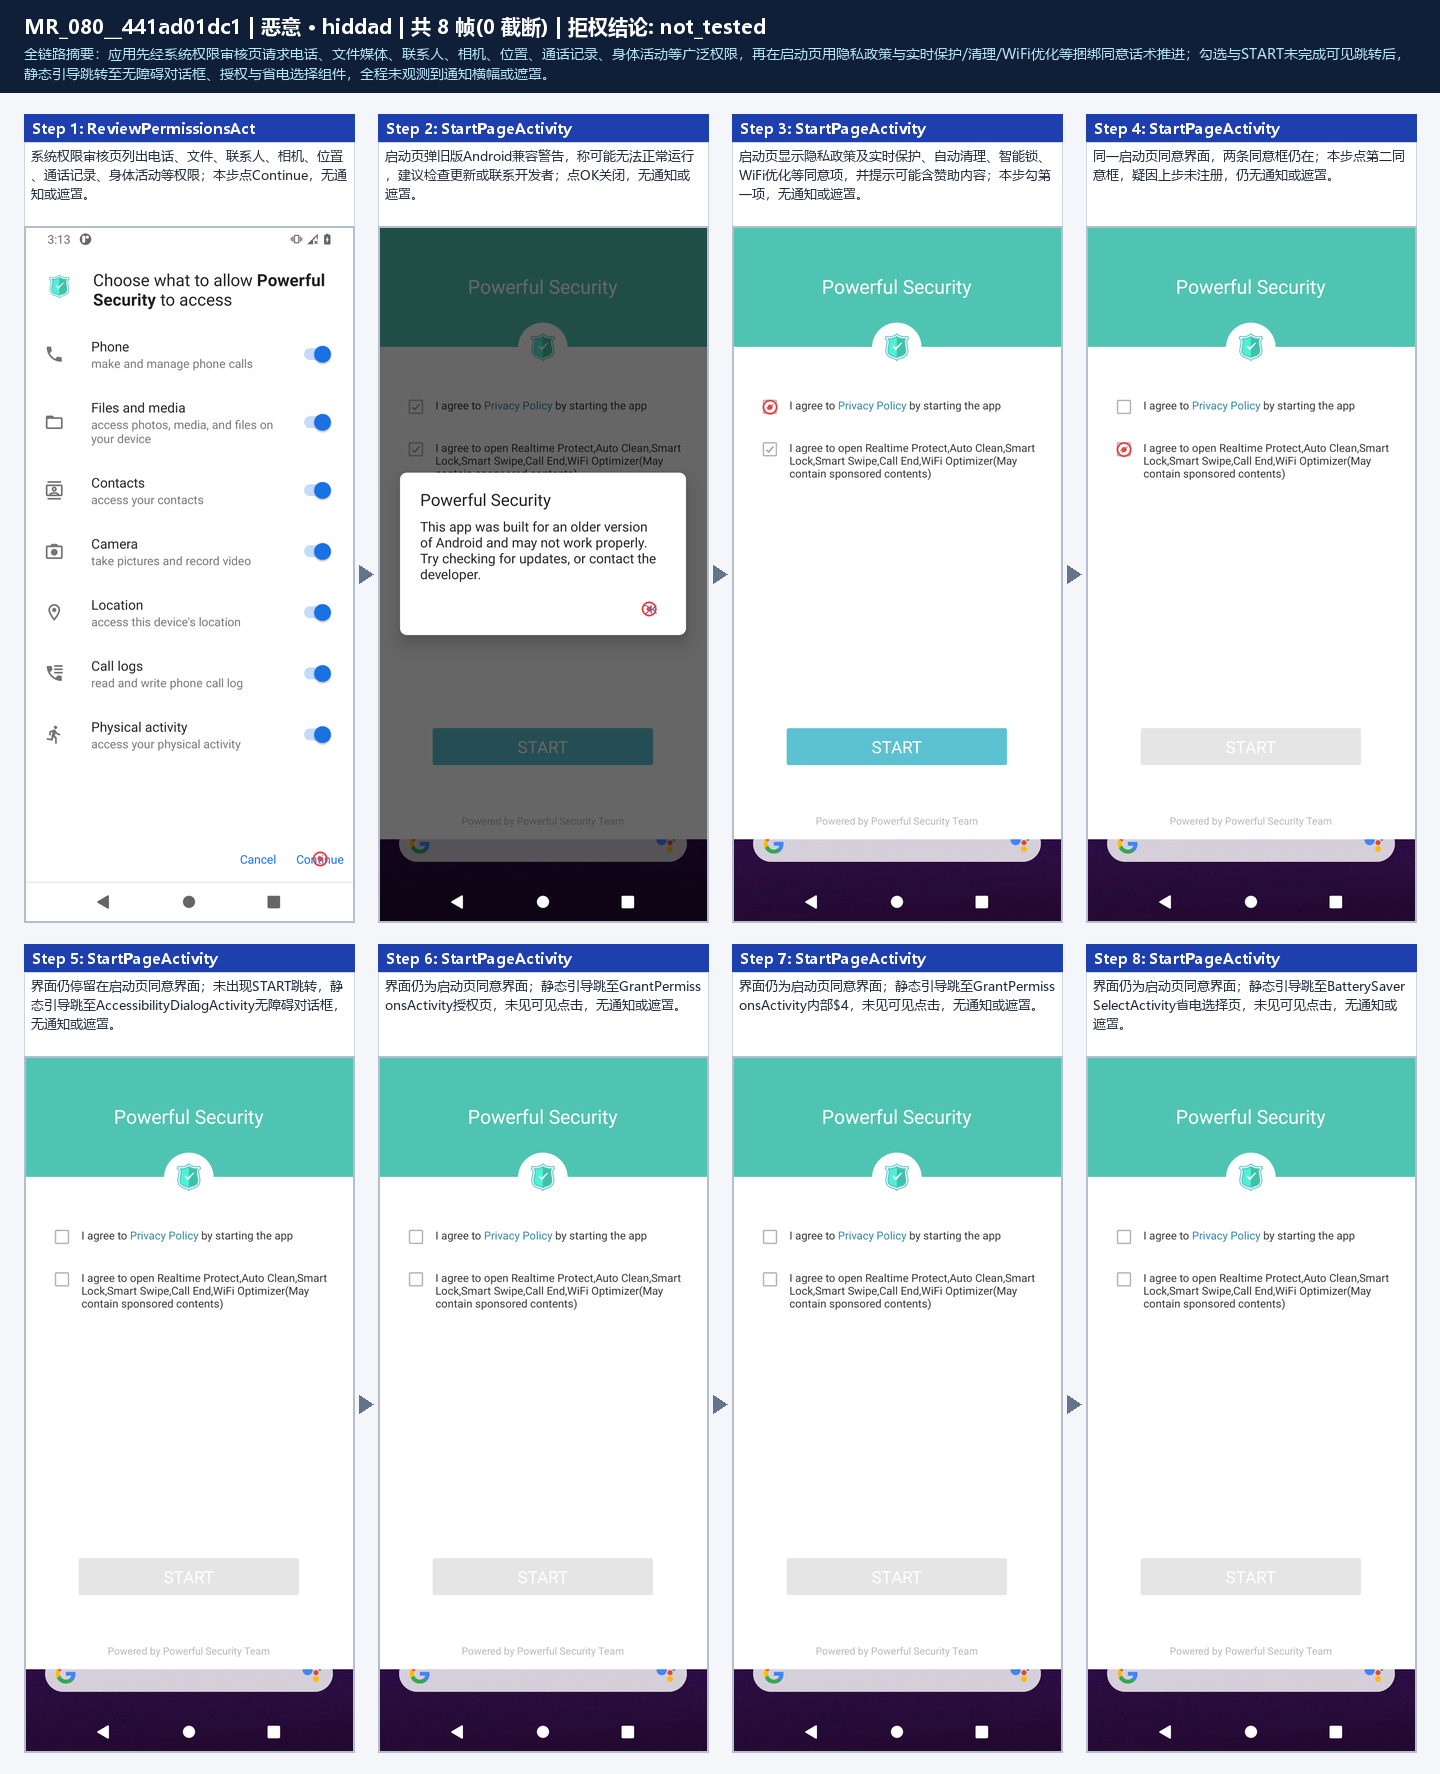 MR_080__441ad01dc1 | 恶意 • hiddad | 共 8 帧(0 截断) | 拒权结论: not_tested
全链路摘要：应用先经系统权限审核页请求电话、文件媒体、联系人、相机、位置、通话记录、身体活动等广泛权限，再在启动页用隐私政策与实时保护/清理/WiFi优化等捆绑同意话术推进；勾选与START未完成可见跳转后，
静态引导跳转至无障碍对话框、授权与省电选择组件，全程未观测到通知横幅或遮罩。
Step 1: ReviewPermissionsAct
系统权限审核页列出电话、文件、联系人、相机、位置
、通话记录、身体活动等权限；本步点Continue，无通
知或遮罩。
3:13
Choose what to allow Powerful
Security to access
Phone
make and manage phone calls
Files and media
access photos, media, and files on
your device
Contacts
access your contacts
Camera
take pictures and record video
Location
access this device's location
Call logs
read and write phone call log
Physical activity
access your physical activity
Cancel
Continue
Step 2: StartPageActivity
启动页弹旧版Android兼容警告，称可能无法正常运行
，建议检查更新或联系开发者；点OK关闭，无通知或
遮罩。
Powerful Security
I agree to Privacy Policy by starting the app
I agree to open Realtime Protect,Auto Clean,Smart
Lock,Smart Swipe,Call End,WiFi Optimizer(May
contain sponsored contents)
Powerful Security
This app was built for an older version
of Android and may not work properly.
Try checking for updates, or contact the
developer.
START
Powered by Powerful Security Team
Step 3: StartPageActivity
启动页显示隐私政策及实时保护、自动清理、智能锁、
WiFi优化等同意项，并提示可能含赞助内容；本步勾第
一项，无通知或遮罩。
Powerful Security
I agree to Privacy Policy by starting the app
I agree to open Realtime Protect,Auto Clean,Smart
Lock,Smart Swipe,Call End,WiFi Optimizer(May
contain sponsored contents)
START
Powered by Powerful Security Team
Step 4: StartPageActivity
同一启动页同意界面，两条同意框仍在；本步点第二同
意框，疑因上步未注册，仍无通知或遮罩。
Powerful Security
I agree to Privacy Policy by starting the app
I agree to open Realtime Protect,Auto Clean,Smart
Lock,Smart Swipe,Call End,WiFi Optimizer(May
contain sponsored contents)
START
Powered by Powerful Security Team
Step 5: StartPageActivity
界面仍停留在启动页同意界面；未出现START跳转，静
态引导跳至AccessibilityDialogActivity无障碍对话框，
无通知或遮罩。
Powerful Security
I agree to Privacy Policy by starting the app
I agree to open Realtime Protect,Auto Clean,Smart
Lock,Smart Swipe,Call End,WiFi Optimizer(May
contain sponsored contents)
START
Powered by Powerful Security Team
Step 6: StartPageActivity
界面仍为启动页同意界面；静态引导跳至GrantPermiss
onsActivity授权页，未见可见点击，无通知或遮罩。
Powerful Security
I agree to Privacy Policy by starting the app
I agree to open Realtime Protect,Auto Clean,Smart
Lock,Smart Swipe,Call End,WiFi Optimizer(May
contain sponsored contents)
START
Powered by Powerful Security Team
Step 7: StartPageActivity
界面仍为启动页同意界面；静态引导跳至GrantPermiss
onsActivity内部$4，未见可见点击，无通知或遮罩。
Powerful Security
I agree to Privacy Policy by starting the app
I agree to open Realtime Protect,Auto Clean,Smart
Lock,Smart Swipe,Call End,WiFi Optimizer(May
contain sponsored contents)
START
Powered by Powerful Security Team
Step 8: StartPageActivity
界面仍为启动页同意界面；静态引导跳至BatterySaver
SelectActivity省电选择页，未见可见点击，无通知或
遮罩。
Powerful Security
I agree to Privacy Policy by starting the app
I agree to open Realtime Protect,Auto Clean,Smart
Lock,Smart Swipe,Call End,WiFi Optimizer(May
contain sponsored contents)
START
Powered by Powerful Security Team